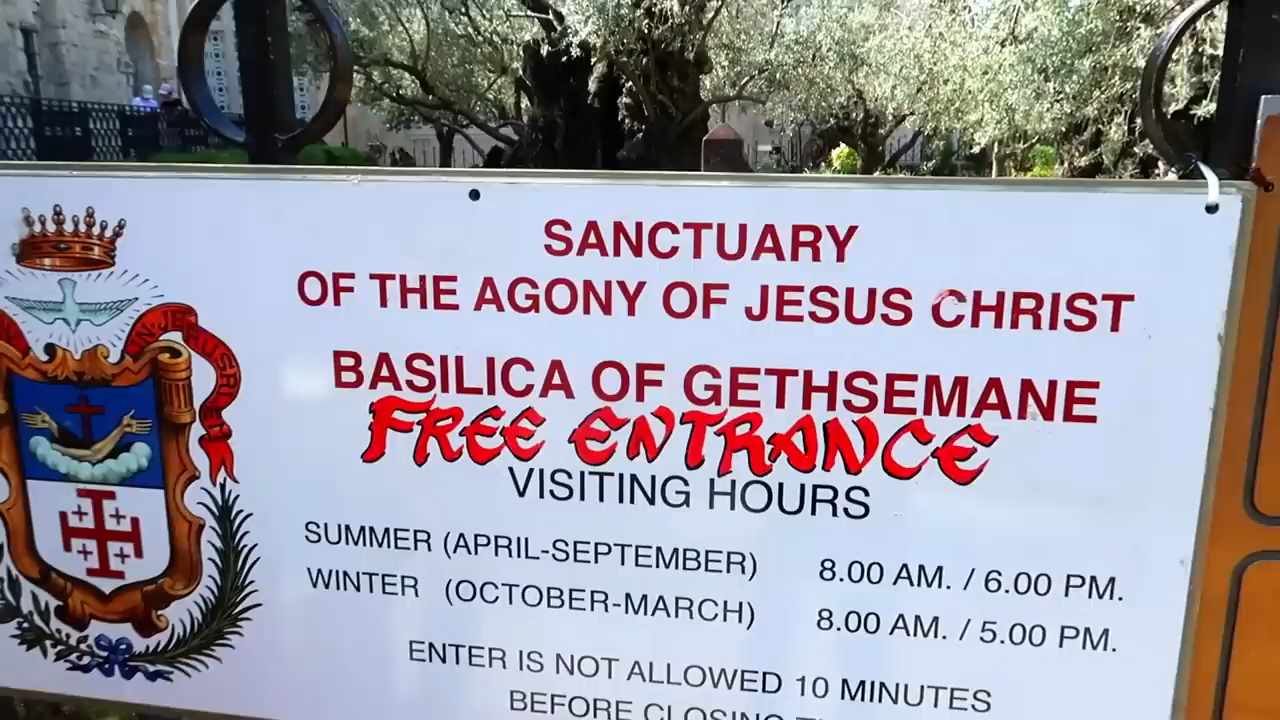 SANCTUARY
OF THE AGONY OF JESUS CHRIST
BASILICA OF GETHSEMANE
FREE ENTRANCE
VISITING HOURS
SUMMER (APRIL-SEPTEMBER) 8.00 AM. / 6.00 PM.
WINTER (OCTOBER-MARCH) 8.00 AM. / 5.00 PM.
ENTER IS NOT ALLOWED 10 MINUTES
BEFORE CLOSING